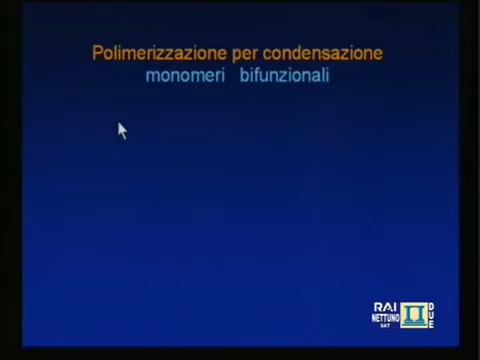 Polimerizzazione per condensazione
monomeri bifunzionali
RAI
NETTUNO
SAT
DUE